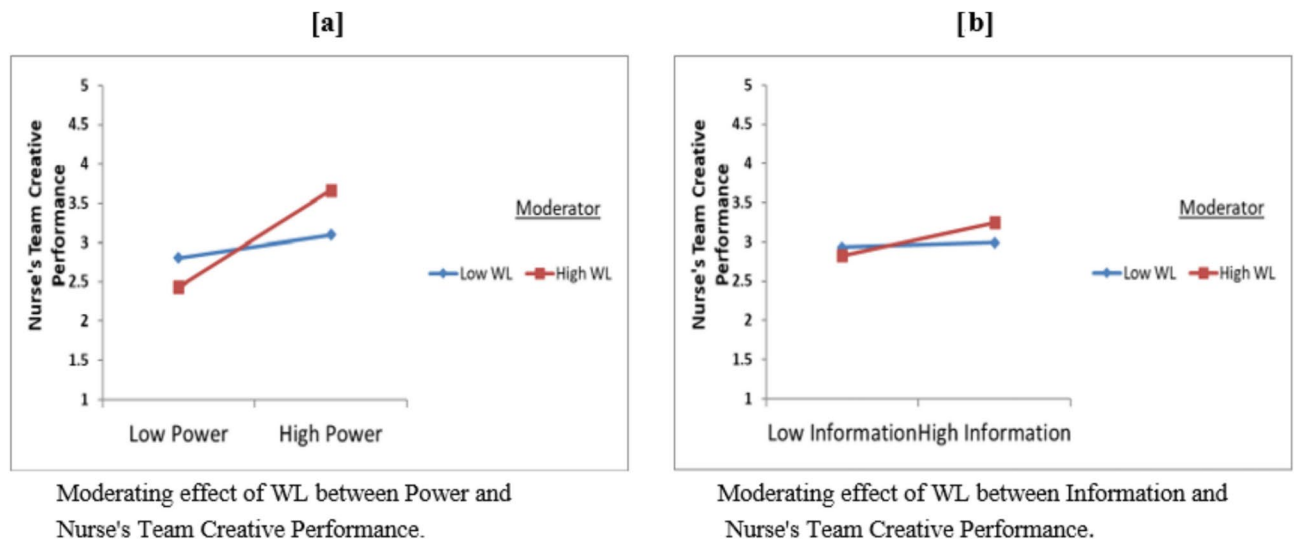 [a]
Nurse's Team Creative
Performance
5
4.5
4
3.5
3
2.5
2
1.5
1
Low Power
High Power
Moderator
Low WL
High WL
Moderating effect of WL between Power and
Nurse's Team Creative Performance.
[b]
Nurse's Team Creative
Performance
5
4.5
4
3.5
3
2.5
2
1.5
1
Low Information
High Information
Moderator
Low WL
High WL
Moderating effect of WL between Information and
Nurse's Team Creative Performance.